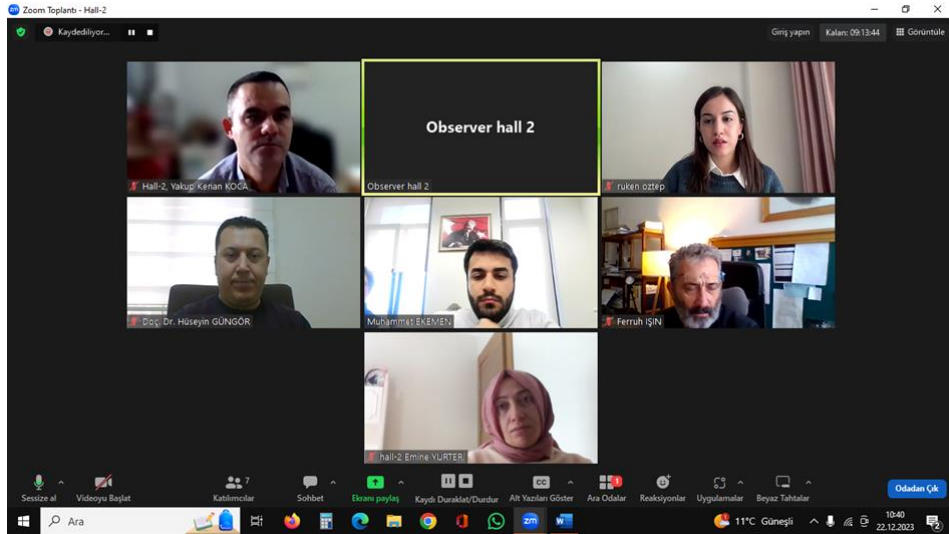 Zoom Toplantı - Hall-2
Kaydediliyor...
Giriş yapın
Kalan: 09:13:44
Görüntüle
Hall-2, Yakup Kenan KOCA
Observer hall 2
Observer hall 2
ruken oztep
Doç. Dr. Hüseyin GÜNGÖR
Muhammet EKEMEN
Ferruh IŞIN
hall-2 Emine YURTER
7
1
Sessize al
Videoyu Başlat
Katılımcılar
Sohbet
Ekranı paylaş
Kaydı Duraklat/Durdur
Alt Yazıları Göster
Ara Odalar
Reaksiyonlar
Uygulamalar
Beyaz Tahtalar
Odadan Çık
Ara
11°C Güneşli
10:40
22.12.2023